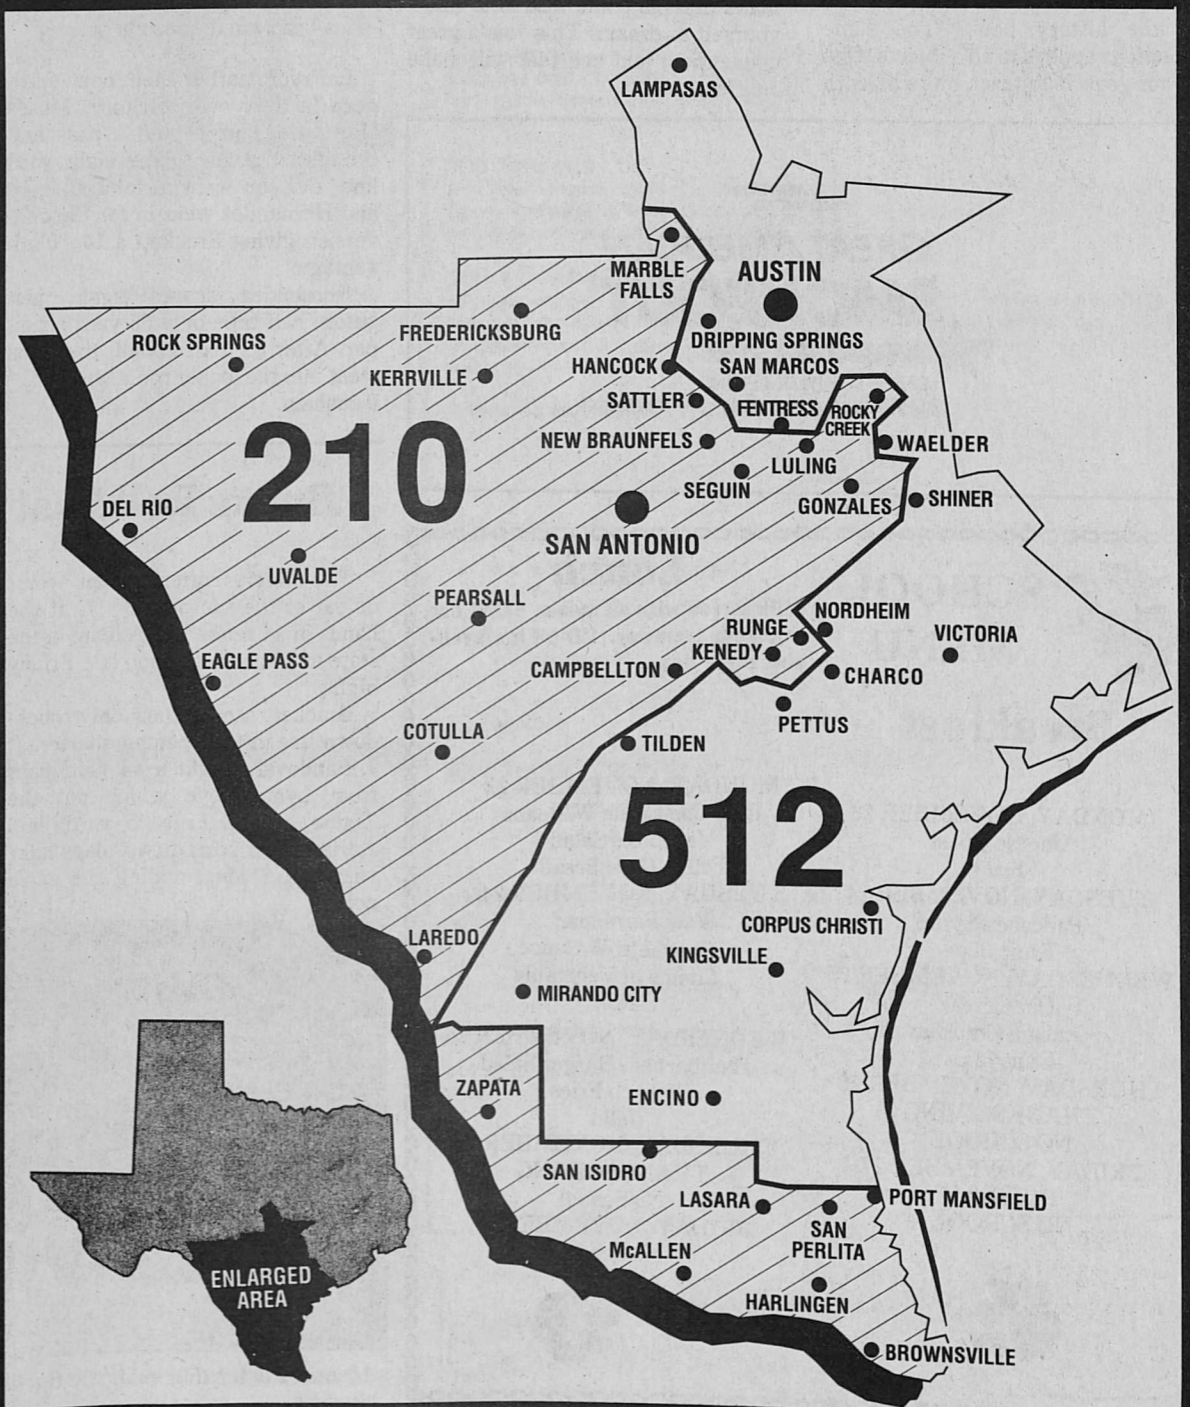 LAMPASAS
MARBLE
FALLS
AUSTIN
FREDERICKSBURG
DRIPPING SPRINGS
ROCK SPRINGS
HANCOCK
SAN MARCOS
KERRVILLE
SATTLER
FENTRESS
ROCKY
CREEK
210
NEW BRAUNFELS
WAELDER
LULING
SEGUIN
GONZALES
SHINER
DEL RIO
SAN ANTONIO
UVALDE
PEARSALL
NORDHEIM
RUNGE
VICTORIA
KENEDY
EAGLE PASS
CAMPBELLTON
CHARCO
PETTUS
COTULLA
TILDEN
512
CORPUS CHRISTI
LAREDO
KINGSVILLE
MIRANDO CITY
ZAPATA
ENCINO
SAN ISIDRO
LASARA
PORT MANSFIELD
SAN
PERLITA
McALLEN
HARLINGEN
BROWNSVILLE
ENLARGED
AREA